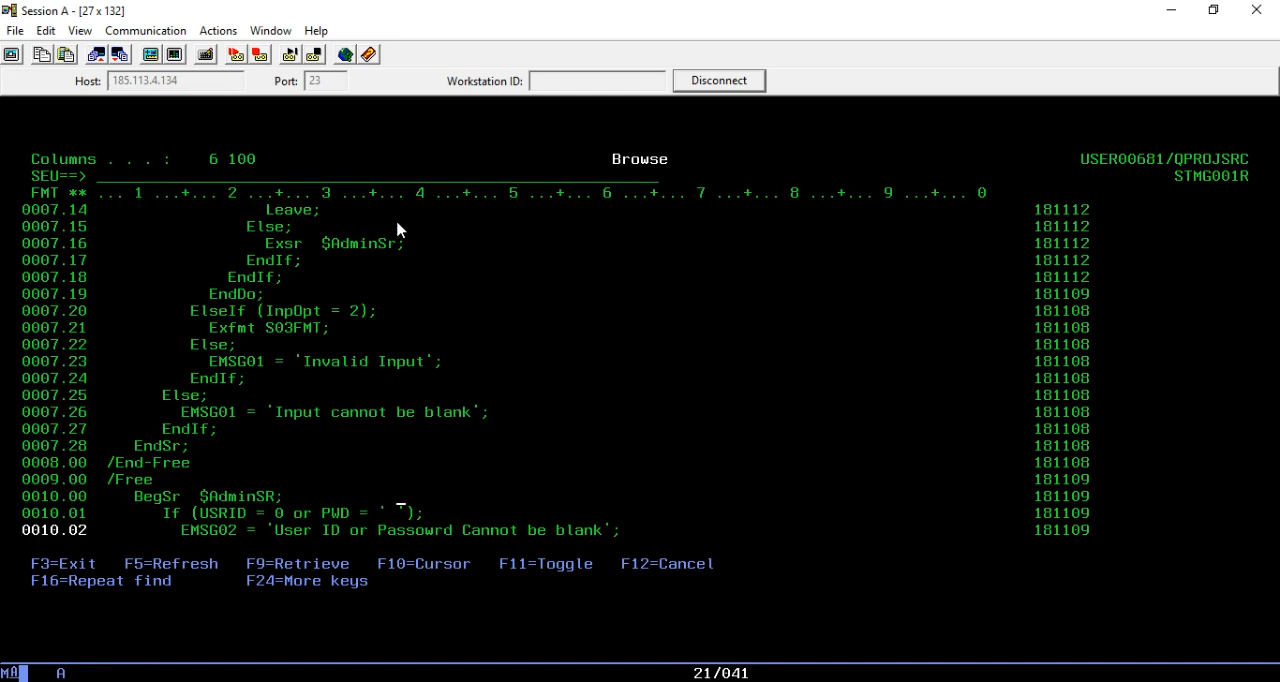 Session A - [27 x 132]
File Edit View Communication Actions Window Help
Host: 185.113.4.134 Port: 23 Workstation ID: Disconnect
Columns . . . : 6 100 Browse USER00681/QPROJSRC
SEU==> STMG001R
FMT ** ... 1 ...+... 2 ...+... 3 ...+... 4 ...+... 5 ...+... 6 ...+... 7 ...+... 8 ...+... 9 ...+... 0
0007.14 Leave; 181112
0007.15 Else; 181112
0007.16 Exsr $AdminSr; 181112
0007.17 EndIf; 181112
0007.18 EndIf; 181112
0007.19 EndDo; 181109
0007.20 ElseIf (InpOpt = 2); 181108
0007.21 Exfmt S03FMT; 181108
0007.22 Else; 181108
0007.23 EMSG01 = 'Invalid Input'; 181108
0007.24 EndIf; 181108
0007.25 Else; 181108
0007.26 EMSG01 = 'Input cannot be blank'; 181108
0007.27 EndIf; 181108
0007.28 EndSr; 181108
0008.00 /End-Free 181108
0009.00 /Free 181109
0010.00 BegSr $AdminSR; 181109
0010.01 If (USRID = 0 or PWD = ' '); 181109
0010.02 EMSG02 = 'User ID or Passowrd Cannot be blank'; 181109
F3=Exit F5=Refresh F9=Retrieve F10=Cursor F11=Toggle F12=Cancel
F16=Repeat find F24=More keys
MA A 21/041